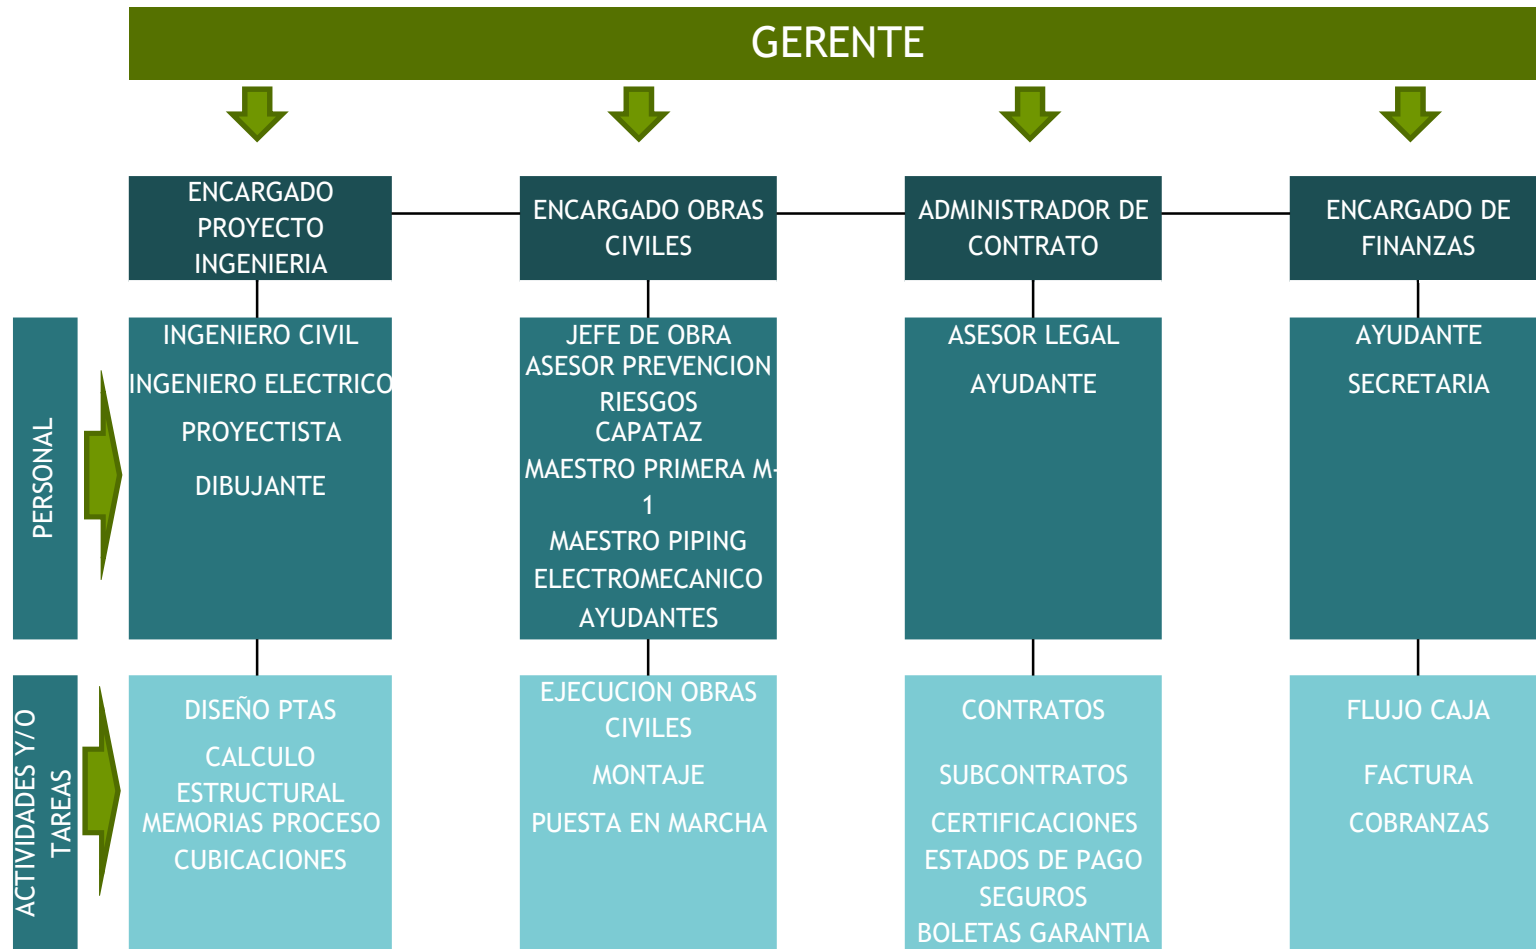 GERENTE
ENCARGADO
PROYECTO
INGENIERIA
ENCARGADO OBRAS
CIVILES
ADMINISTRADOR DE
CONTRATO
ENCARGADO DE
FINANZAS
PERSONAL
INGENIERO CIVIL
INGENIERO ELECTRICO
PROYECTISTA
DIBUJANTE
JEFE DE OBRA
ASESOR PREVENCION
RIESGOS
CAPATAZ
MAESTRO PRIMERA M-
1
MAESTRO PIPING
ELECTROMECANICO
AYUDANTES
ASESOR LEGAL
AYUDANTE
AYUDANTE
SECRETARIA
ACTIVIDADES Y/O
TAREAS
DISEÑO PTAS
CALCULO
ESTRUCTURAL
MEMORIAS PROCESO
CUBICACIONES
EJECUCION OBRAS
CIVILES
MONTAJE
PUESTA EN MARCHA
CONTRATOS
SUBCONTRATOS
CERTIFICACIONES
ESTADOS DE PAGO
SEGUROS
BOLETAS GARANTIA
FLUJO CAJA
FACTURA
COBRANZAS